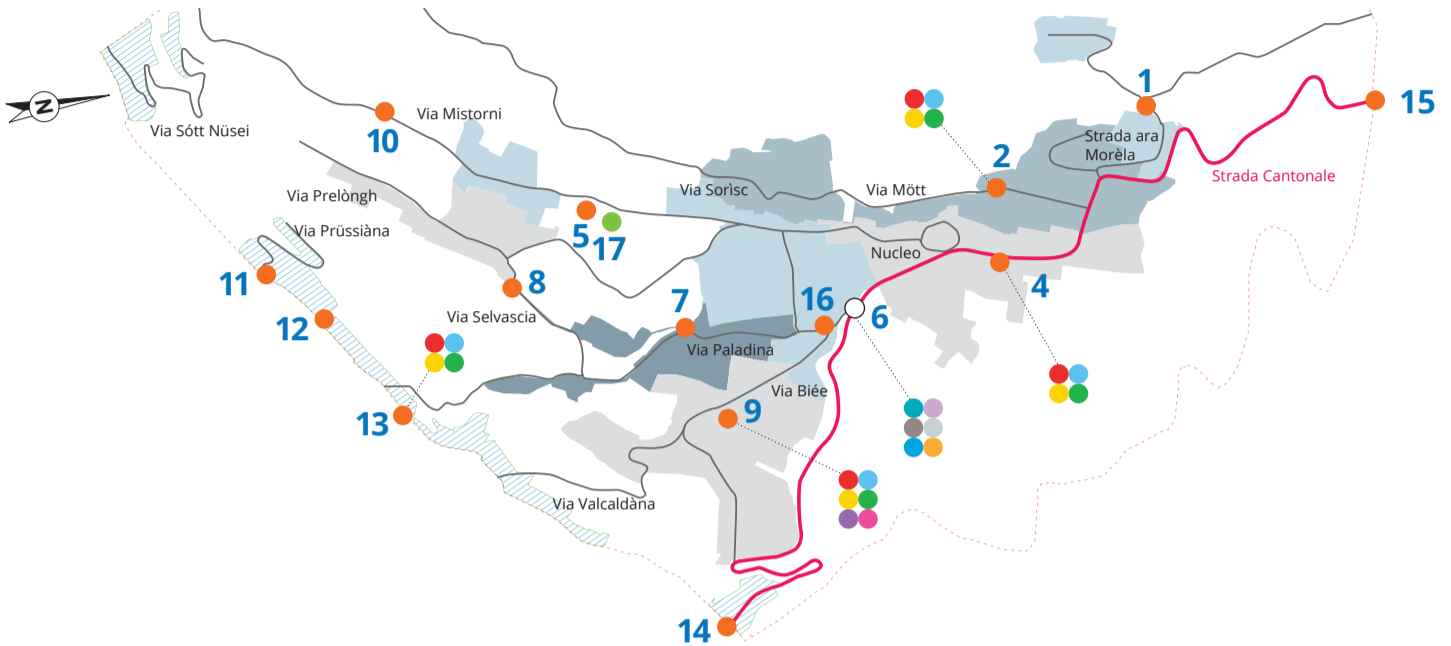 1
15
N
Via Sótt Nüsei
10
Via Mistorni
2
Strada ara
Morèla
Strada Cantonale
Via Prelòngh
Via Sorìsc
Via Mött
Via Prüssiàna
5
17
Nucleo
11
8
4
12
Via Selvascia
7
16
6
Via Paladina
Via Biée
13
9
Via Valcaldàna
14